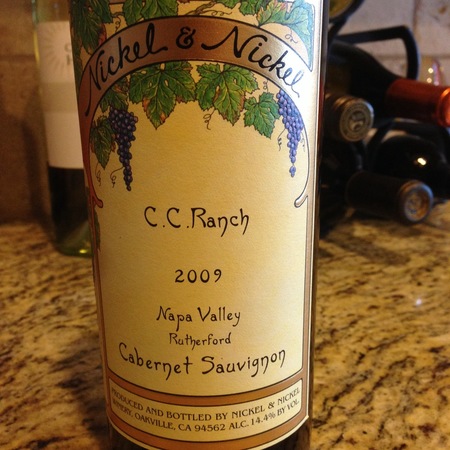 Nickel & Nickel
C.C. Ranch
2009
Napa Valley
Rutherford
Cabernet Sauvignon
PRODUCED AND BOTTLED BY NICKEL & NICKEL
WINERY, OAKVILLE, CA 94562 ALC. 14.4% BY VOL.